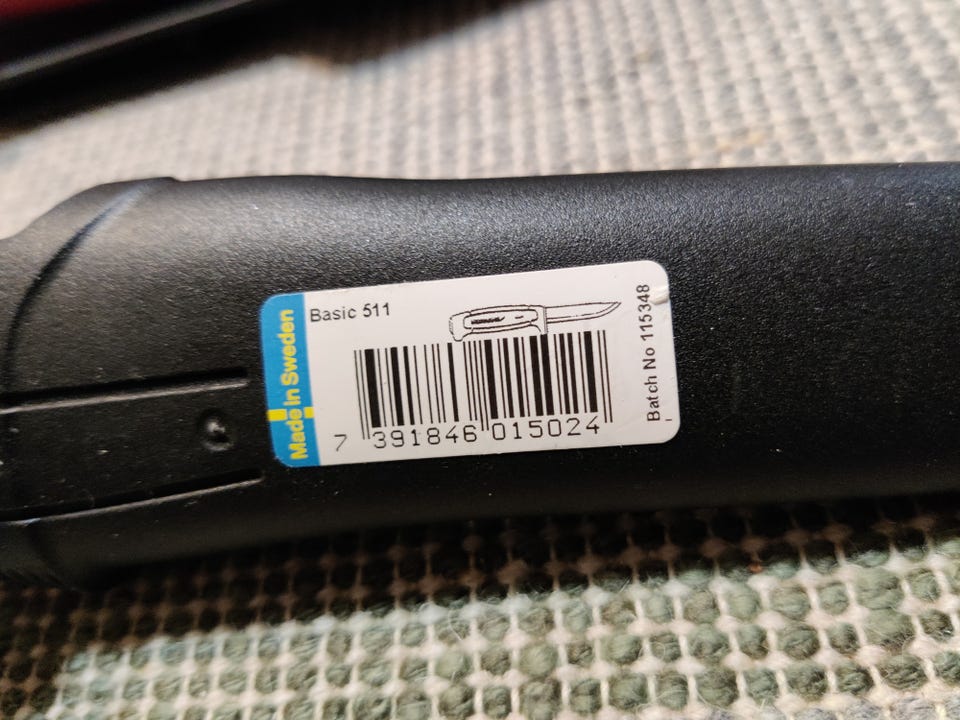 Made in Sweden
Basic 511
7 391846 015024
Batch No 115348